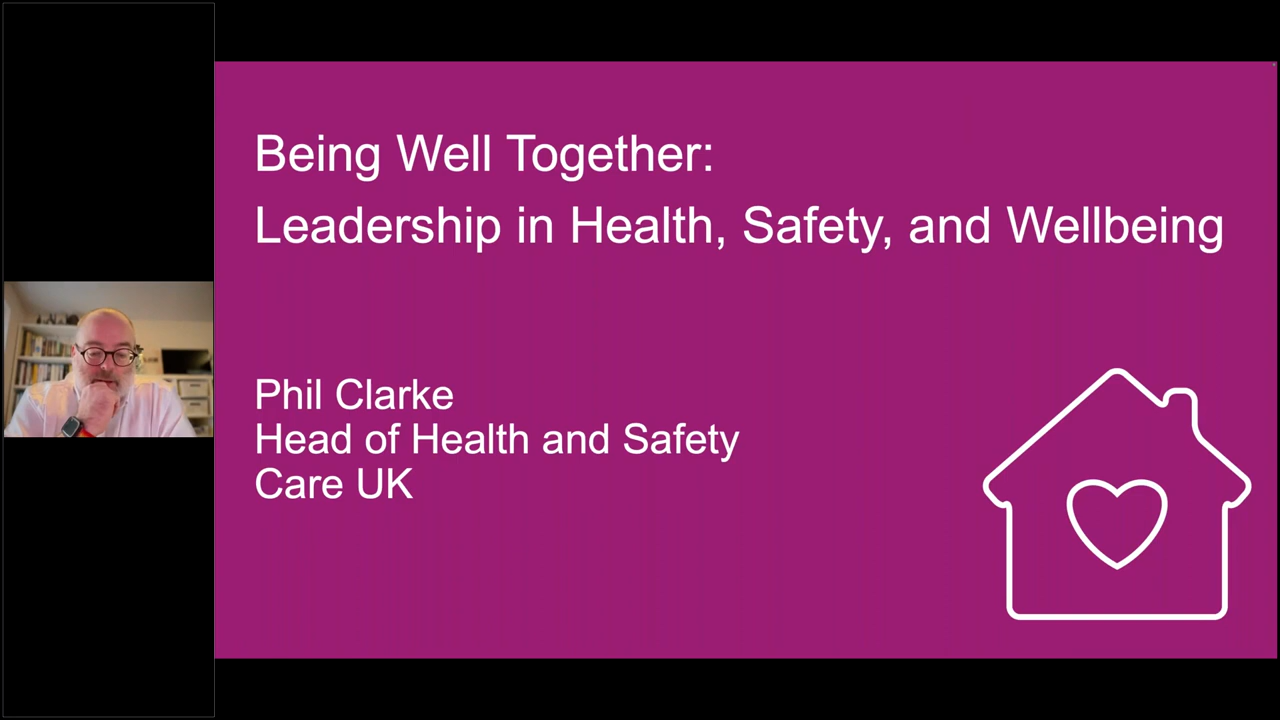 Being Well Together:
Leadership in Health, Safety, and Wellbeing
Phil Clarke
Head of Health and Safety
Care UK